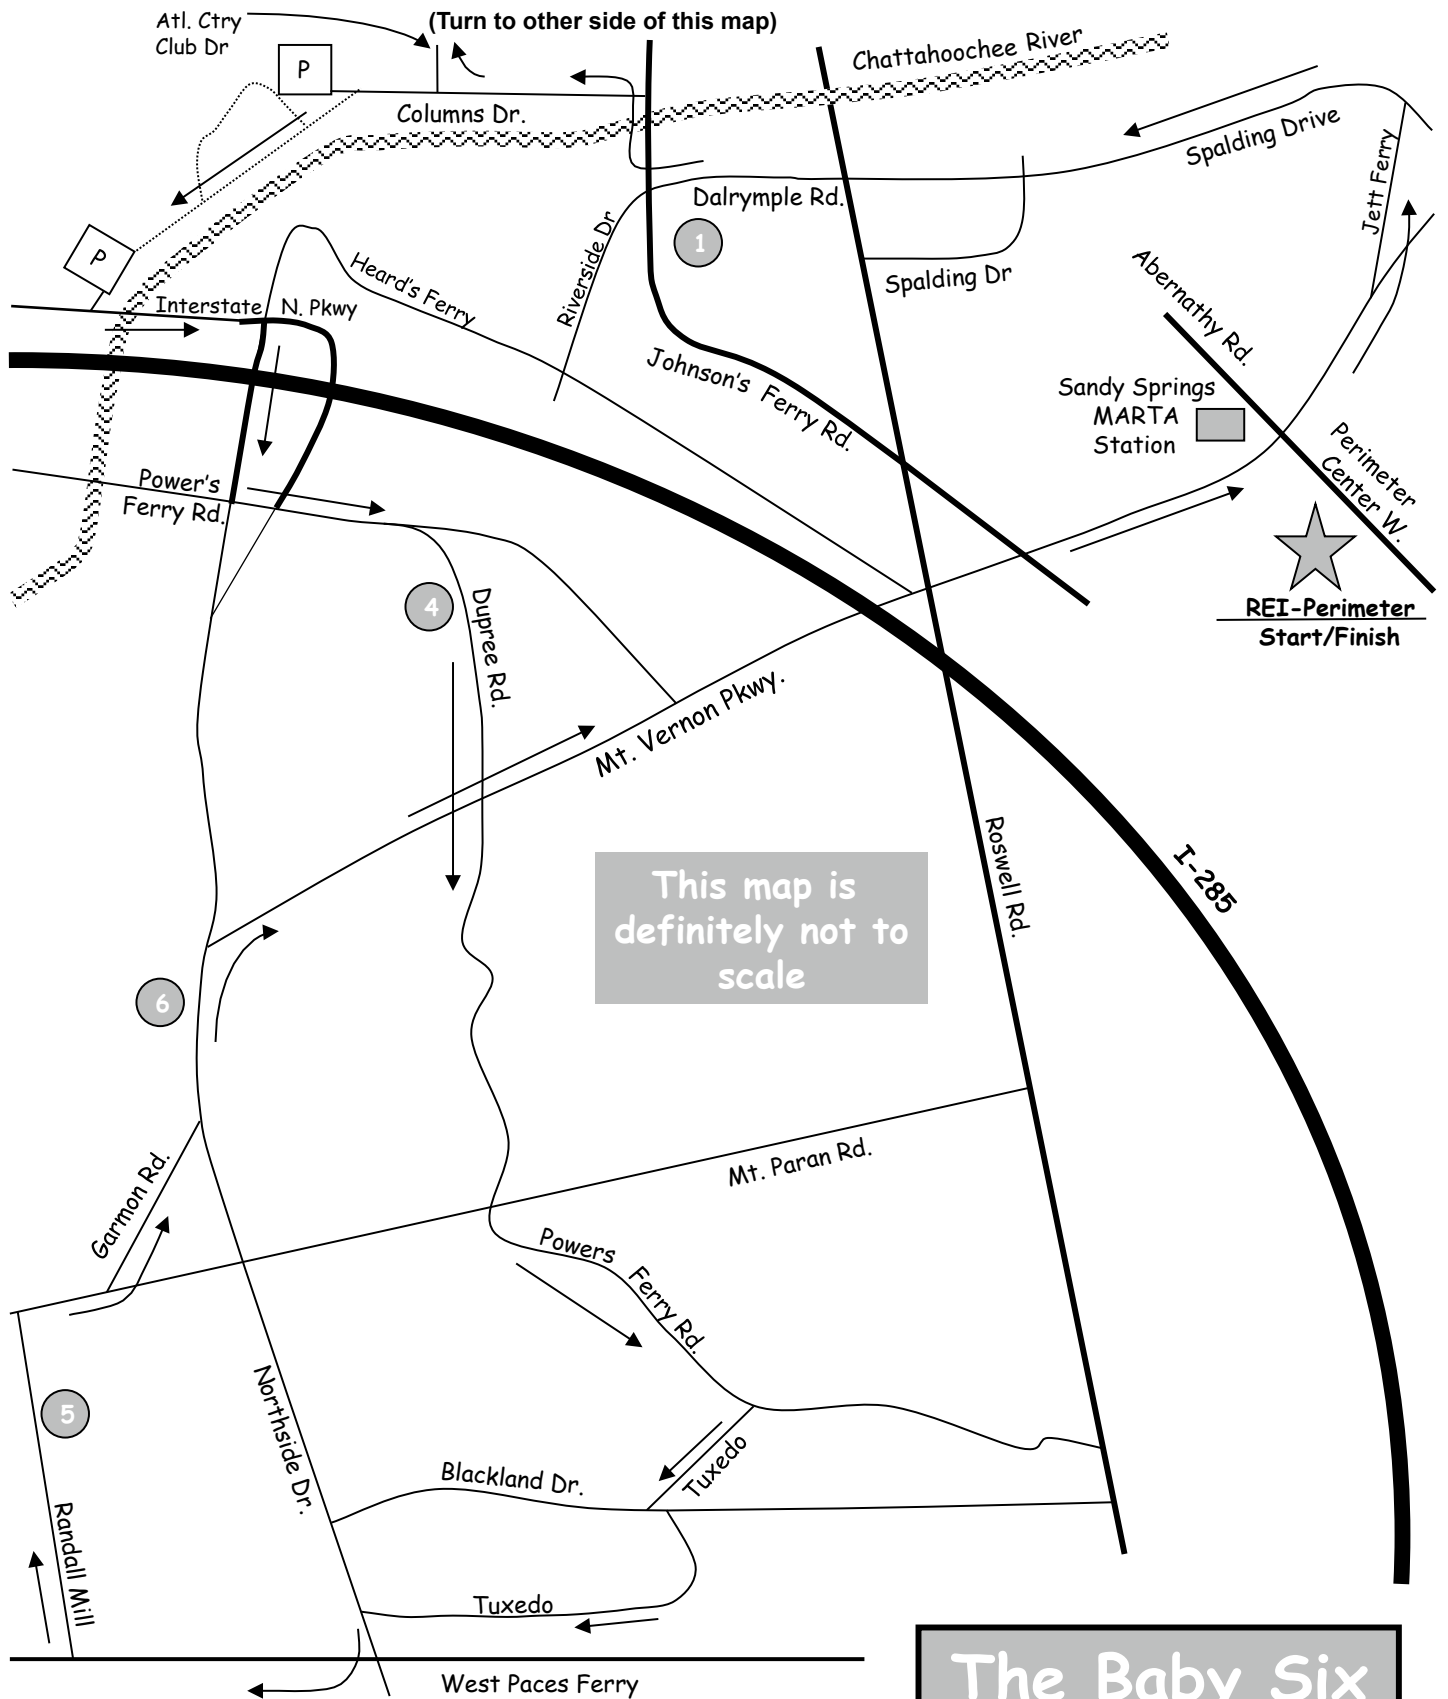 Atl. Ctry
Club Dr
(Turn to other side of this map)
P
Columns Dr.
Chattahoochee River
Spalding Drive
Jett Ferry
Dalrymple Rd.
Riverside Dr
1
Spalding Dr
P
Heard's Ferry
Interstate N. Pkwy
Abernathy Rd.
Johnson's Ferry Rd.
Sandy Springs
MARTA
Station
Perimeter
Center W.
Power's
Ferry Rd.
4
Dupree Rd.
REI-Perimeter
Start/Finish
Mt. Vernon Pkwy.
Roswell Rd.
I-285
This map is
definitely not to
scale
6
Garmon Rd.
Mt. Paran Rd.
Powers
Ferry Rd.
5
Northside Dr.
Tuxedo
Blackland Dr.
Randall Mill
Tuxedo
West Paces Ferry
The Baby Six